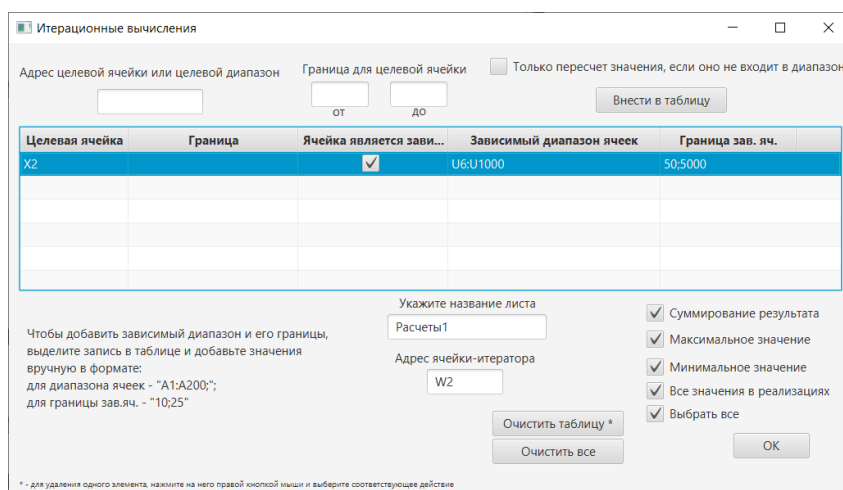 Итерационные вычисления
Адрес целевой ячейки или целевой диапазон
Граница для целевой ячейки
Только пересчет значения, если оно не входит в диапазон
от
до
Внести в таблицу
Целевая ячейка Граница Ячейка является зави... Зависимый диапазон ячеек Граница зав. яч.
X2 U6:U1000 50;5000
Укажите название листа
Расчеты1
Адрес ячейки-итератора
W2
Чтобы добавить зависимый диапазон и его границы,
выделите запись в таблице и добавьте значения
вручную в формате:
для диапазона ячеек - "A1:A200;";
для границы зав.яч. - "10;25"
Суммирование результата
Максимальное значение
Минимальное значение
Все значения в реализациях
Выбрать все
Очистить таблицу *
Очистить все
ОК
* - для удаления одного элемента, нажмите на него правой кнопкой мыши и выберите соответствующее действие